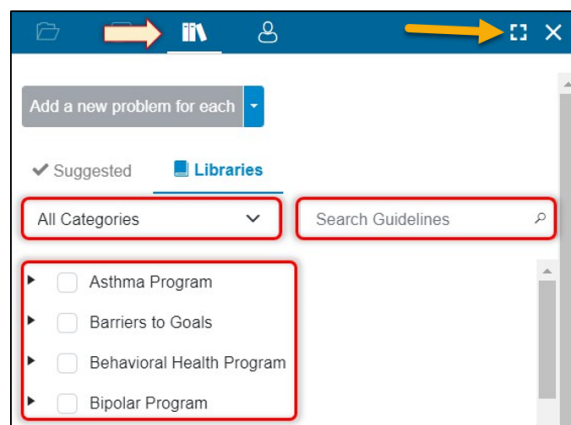 Add a new problem for each
Suggested
Libraries
All Categories
Search Guidelines
Asthma Program
Barriers to Goals
Behavioral Health Program
Bipolar Program